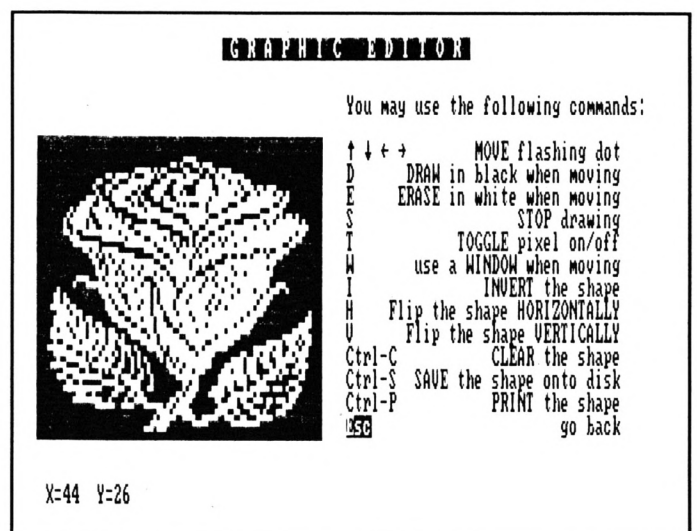 GRAPHIC EDITOR
You may use the following commands:
↑ ↓ ← → MOVE flashing dot
D DRAW in black when moving
E ERASE in white when moving
S STOP drawing
T TOGGLE pixel on/off
W use a WINDOW when moving
I INVERT the shape
H Flip the shape HORIZONTALLY
V Flip the shape VERTICALLY
Ctrl-C CLEAR the shape
Ctrl-S SAVE the shape onto disk
Ctrl-P PRINT the shape
Esc go back
X=44 Y=26